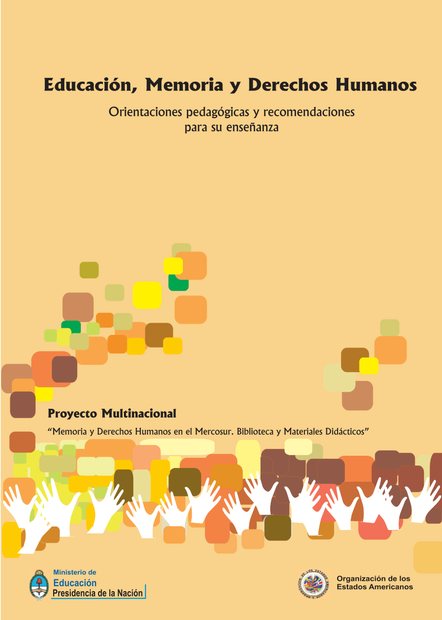 Educación, Memoria y Derechos Humanos
Orientaciones pedagógicas y recomendaciones
para su enseñanza
Proyecto Multinacional
“Memoria y Derechos Humanos en el Mercosur. Biblioteca y Materiales Didácticos”
Ministerio de
Educación
Presidencia de la Nación
Organización de los
Estados Americanos